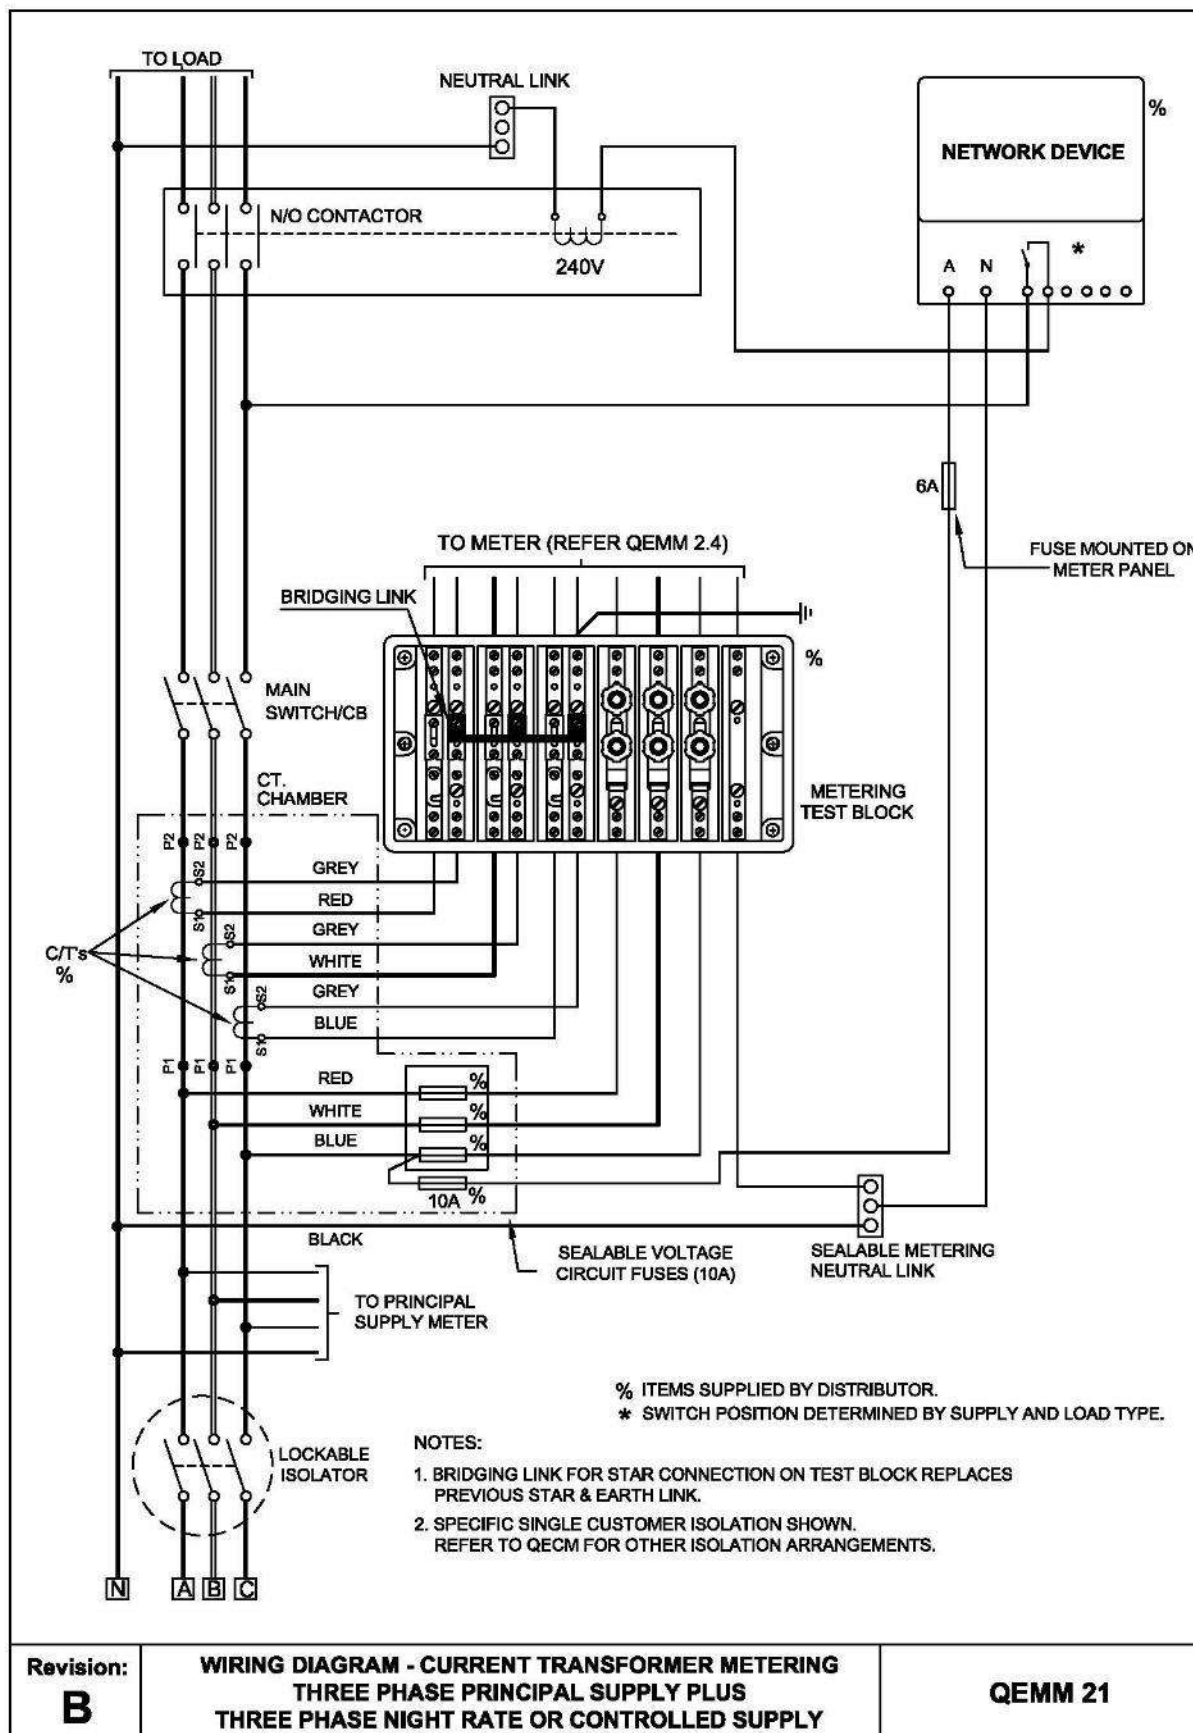 TO LOAD
NEUTRAL LINK
%
NETWORK DEVICE
N/O CONTACTOR
240V
*
A N
6A
FUSE MOUNTED ON
METER PANEL
TO METER (REFER QEMM 2.4)
BRIDGING LINK
%
MAIN
SWITCH/CB
CT.
CHAMBER
METERING
TEST BLOCK
P2 P2 P2
S2
GREY
RED
S1
S2
GREY
C/T's
%
WHITE
S1
S2
GREY
BLUE
S1
P1 P1 P1
RED
%
WHITE
%
BLUE
%
10A %
BLACK
SEALABLE VOLTAGE
CIRCUIT FUSES (10A)
SEALABLE METERING
NEUTRAL LINK
TO PRINCIPAL
SUPPLY METER
% ITEMS SUPPLIED BY DISTRIBUTOR.
* SWITCH POSITION DETERMINED BY SUPPLY AND LOAD TYPE.
LOCKABLE
ISOLATOR
NOTES:
1. BRIDGING LINK FOR STAR CONNECTION ON TEST BLOCK REPLACES
PREVIOUS STAR & EARTH LINK.
2. SPECIFIC SINGLE CUSTOMER ISOLATION SHOWN.
REFER TO QECM FOR OTHER ISOLATION ARRANGEMENTS.
N A B C
Revision:
B
WIRING DIAGRAM - CURRENT TRANSFORMER METERING
THREE PHASE PRINCIPAL SUPPLY PLUS
THREE PHASE NIGHT RATE OR CONTROLLED SUPPLY
QEMM 21